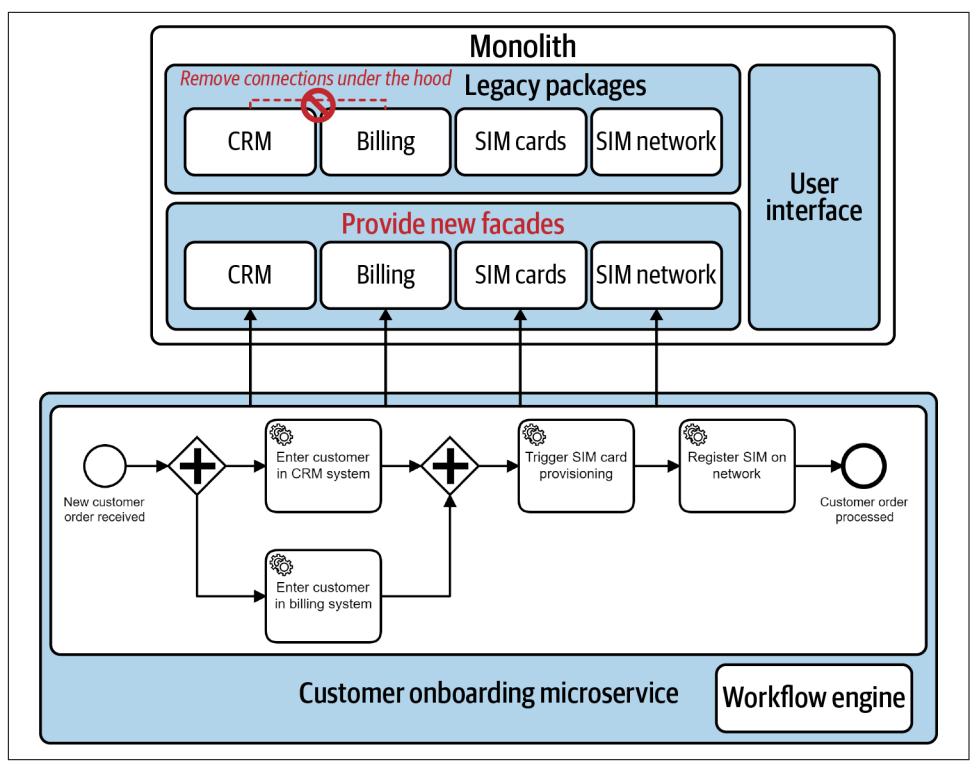 Monolith
Remove connections under the hood
Legacy packages
CRM
Billing
SIM cards
SIM network
User
interface
Provide new facades
CRM
Billing
SIM cards
SIM network
New customer
order received
Enter customer
in CRM system
Enter customer
in billing system
Trigger SIM card
provisioning
Register SIM on
network
Customer order
processed
Customer onboarding microservice
Workflow engine